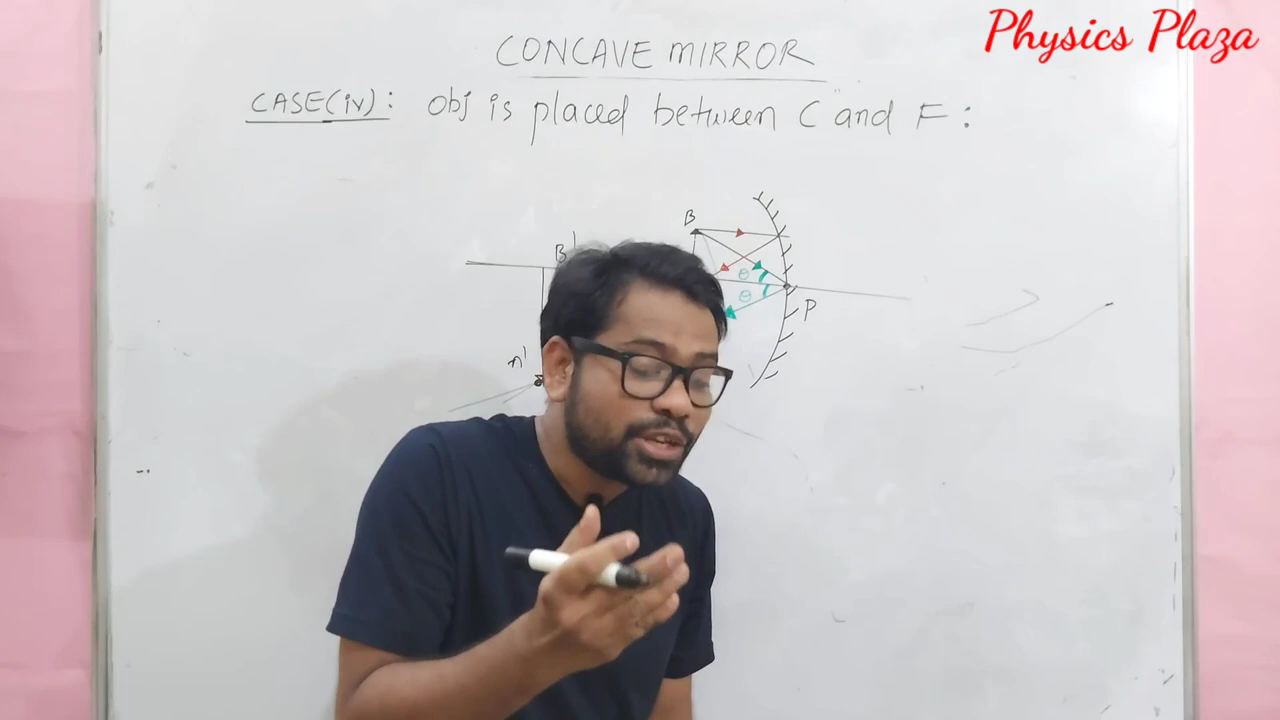 Physics Plaza
CONCAVE MIRROR
CASE(iv): obj is placed between C and F:
B
B'
θ
θ
P
n'